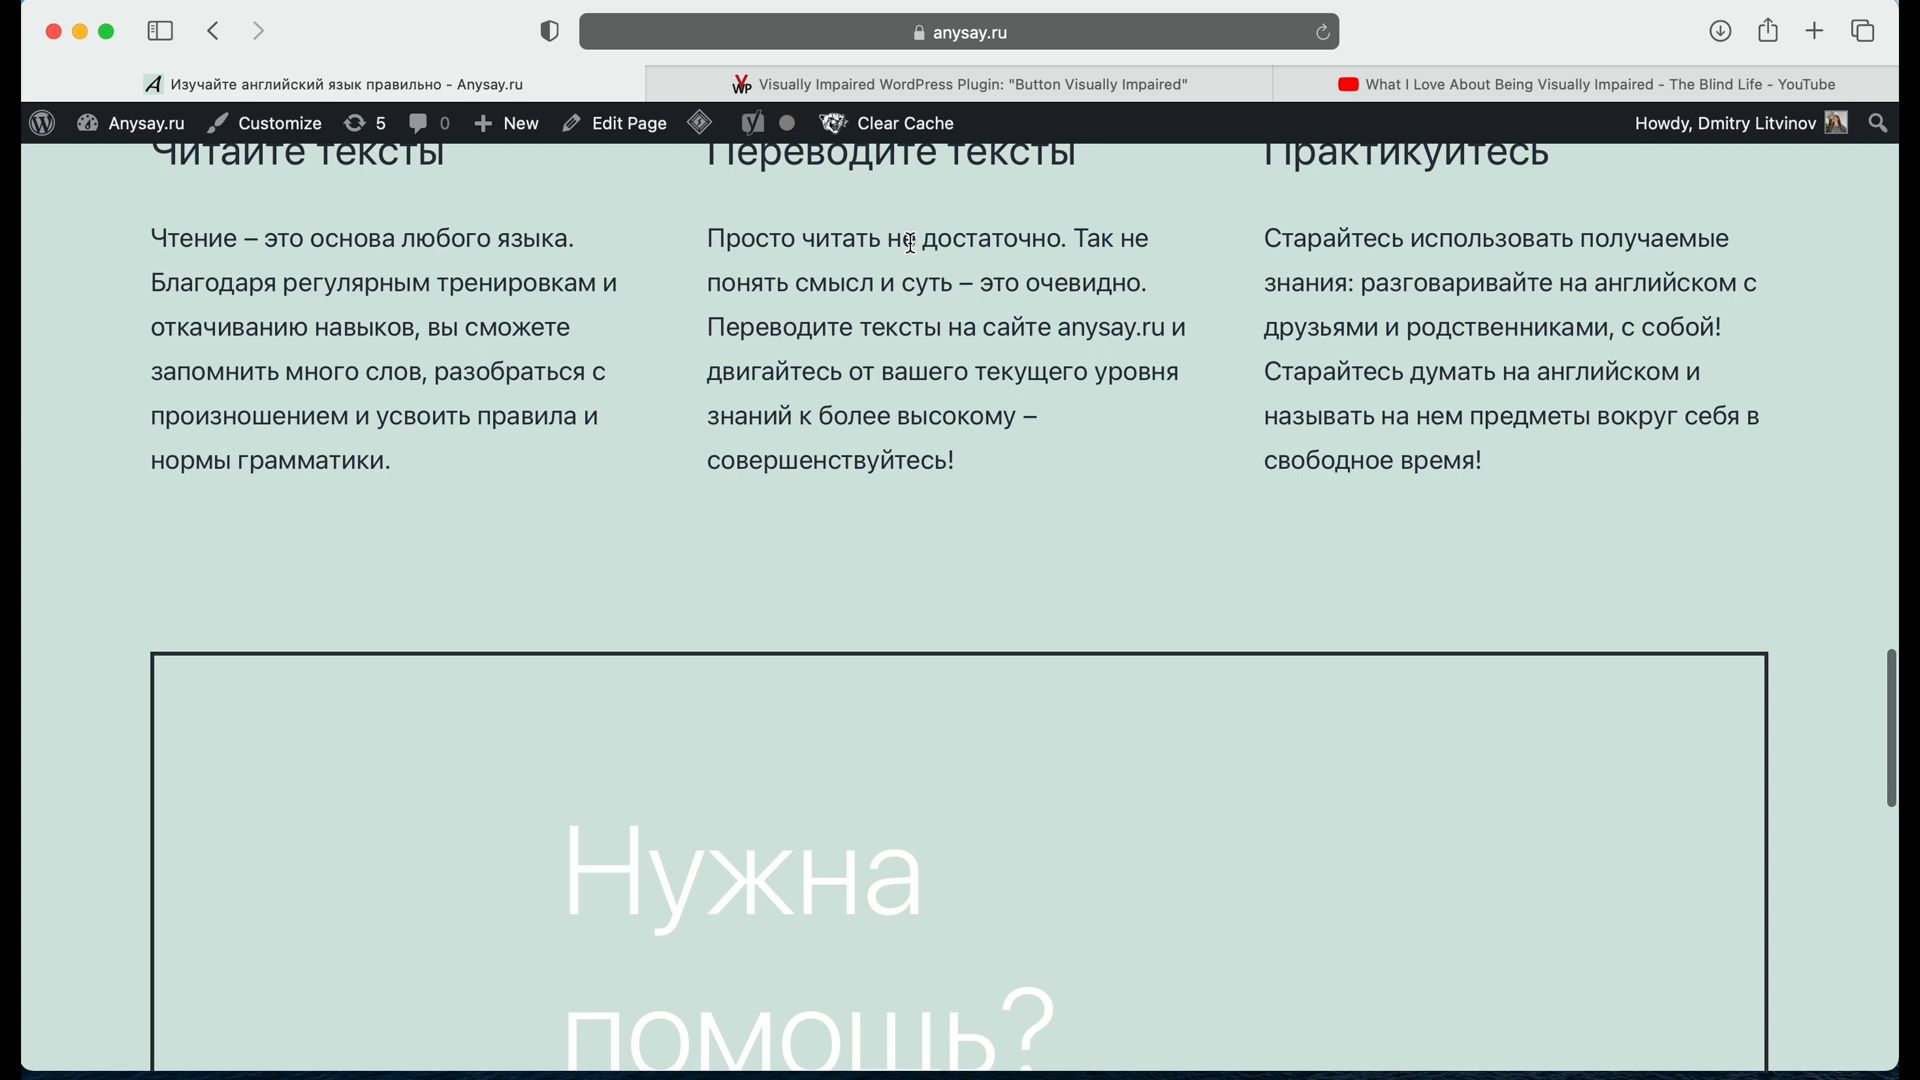 anysay.ru
Изучайте английский язык правильно - Anysay.ru
Visually Impaired WordPress Plugin: "Button Visually Impaired"
What I Love About Being Visually Impaired - The Blind Life - YouTube
Anysay.ru Customize 5 0 New Edit Page Clear Cache Howdy, Dmitry Litvinov
Читайте тексты
Чтение – это основа любого языка.
Благодаря регулярным тренировкам и
откачиванию навыков, вы сможете
запомнить много слов, разобраться с
произношением и усвоить правила и
нормы грамматики.
Переводите тексты
Просто читать не достаточно. Так не
понять смысл и суть – это очевидно.
Переводите тексты на сайте anysay.ru и
двигайтесь от вашего текущего уровня
знаний к более высокому –
совершенствуйтесь!
Практикуйтесь
Старайтесь использовать получаемые
знания: разговаривайте на английском с
друзьями и родственниками, с собой!
Старайтесь думать на английском и
называть на нем предметы вокруг себя в
свободное время!
Нужна
помощь?